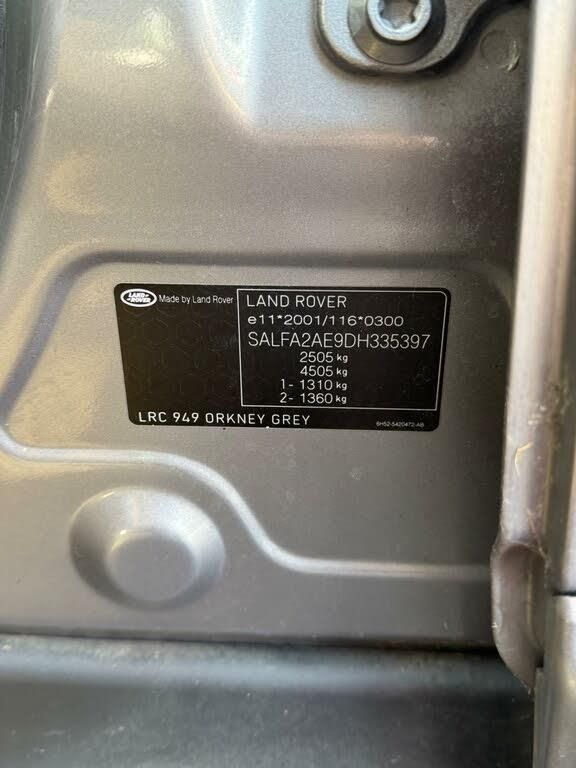 LAND ROVER
Made by Land Rover
LAND ROVER
e11*2001/116*0300
SALFA2AE9DH335397
2505 kg
4505 kg
1- 1310 kg
2- 1360 kg
LRC 949 ORKNEY GREY
6H52-5420472-AB